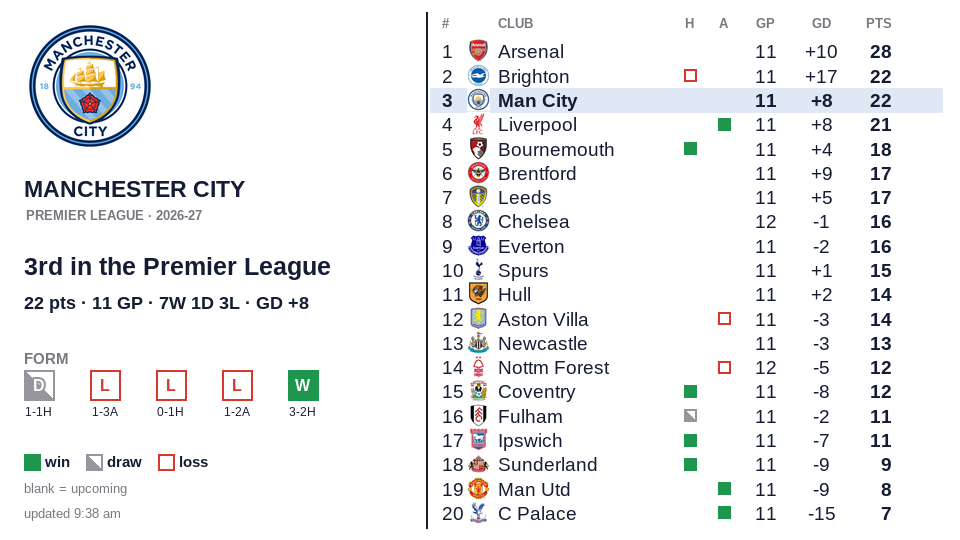 MANCHESTER
18 94
CITY
MANCHESTER CITY
PREMIER LEAGUE · 2026-27
3rd in the Premier League
22 pts · 11 GP · 7W 1D 3L · GD +8
FORM
D L L L W
1-1H 1-3A 0-1H 1-2A 3-2H
win draw loss
blank = upcoming
updated 9:38 am
# CLUB H A GP GD PTS
1 Arsenal 11 +10 28
2 Brighton 11 +17 22
3 Man City 11 +8 22
4 Liverpool 11 +8 21
5 Bournemouth 11 +4 18
6 Brentford 11 +9 17
7 Leeds 11 +5 17
8 Chelsea 12 -1 16
9 Everton 11 -2 16
10 Spurs 11 +1 15
11 Hull 11 +2 14
12 Aston Villa 11 -3 14
13 Newcastle 11 -3 13
14 Nottm Forest 12 -5 12
15 Coventry 11 -8 12
16 Fulham 11 -2 11
17 Ipswich 11 -7 11
18 Sunderland 11 -9 9
19 Man Utd 11 -9 8
20 C Palace 11 -15 7